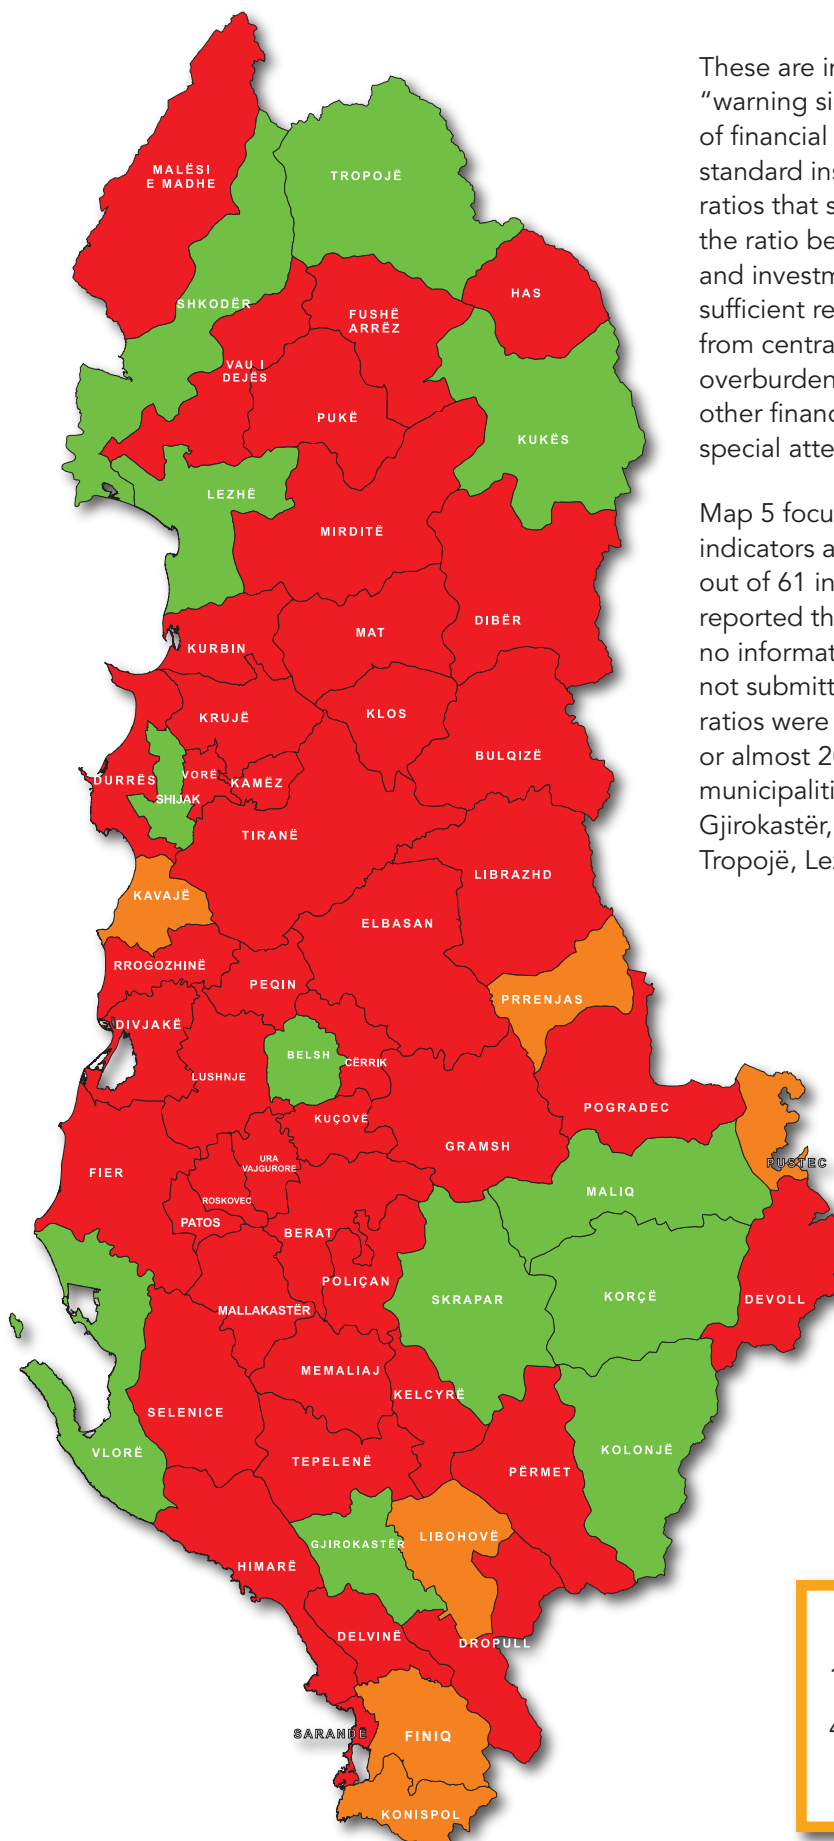 These are in
“warning si
of financial
standard ins
ratios that s
the ratio be
and investm
sufficient re
from centra
overburden
other financ
special atte
Map 5 focu
indicators a
out of 61 in
reported th
no informat
not submitt
ratios were
or almost 20
municipaliti
Gjirokastër,
Tropojë, Lez
MALËSI
E MADHE
TROPOJË
SHKODËR
HAS
FUSHË
ARRËZ
VAU I
DEJËS
PUKË
KUKËS
LEZHË
MIRDITË
DIBËR
MAT
KURBIN
KLOS
KRUJË
BULQIZË
DURRËS
VORË
KAMËZ
SHIJAK
TIRANË
LIBRAZHD
KAVAJË
ELBASAN
RROGOZHINË
PEQIN
PRRENJAS
DIVJAKË
BELSH
CËRRIK
LUSHNJE
POGRADEC
KUÇOVË
GRAMSH
URA
VAJGURORE
PUSTEC
FIER
MALIQ
ROSKOVEC
PATOS
BERAT
POLIÇAN
SKRAPAR
KORÇË
DEVOLL
MALLAKASTËR
MEMALIAJ
KELCYRË
SELENICE
VLORË
KOLONJË
TEPELENË
PËRMET
GJIROKASTËR
LIBOHOVË
HIMARË
DELVINË
DROPULL
SARANDË
FINIQ
KONISPOL
4